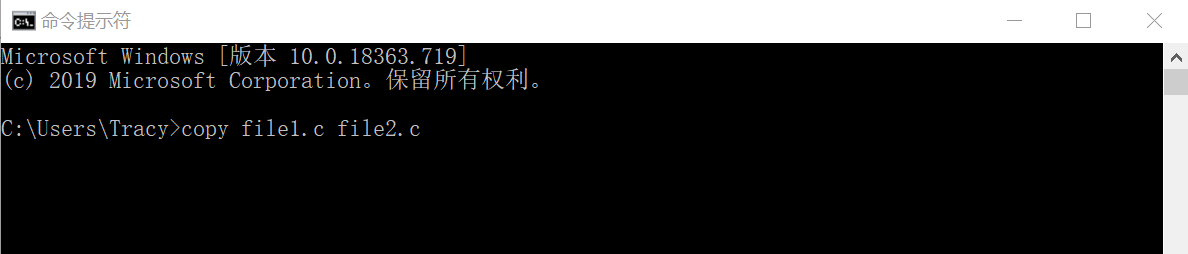 命令提示符
Microsoft Windows [版本 10.0.18363.719]
(c) 2019 Microsoft Corporation。保留所有权利。
C:\Users\Tracy>copy file1.c file2.c